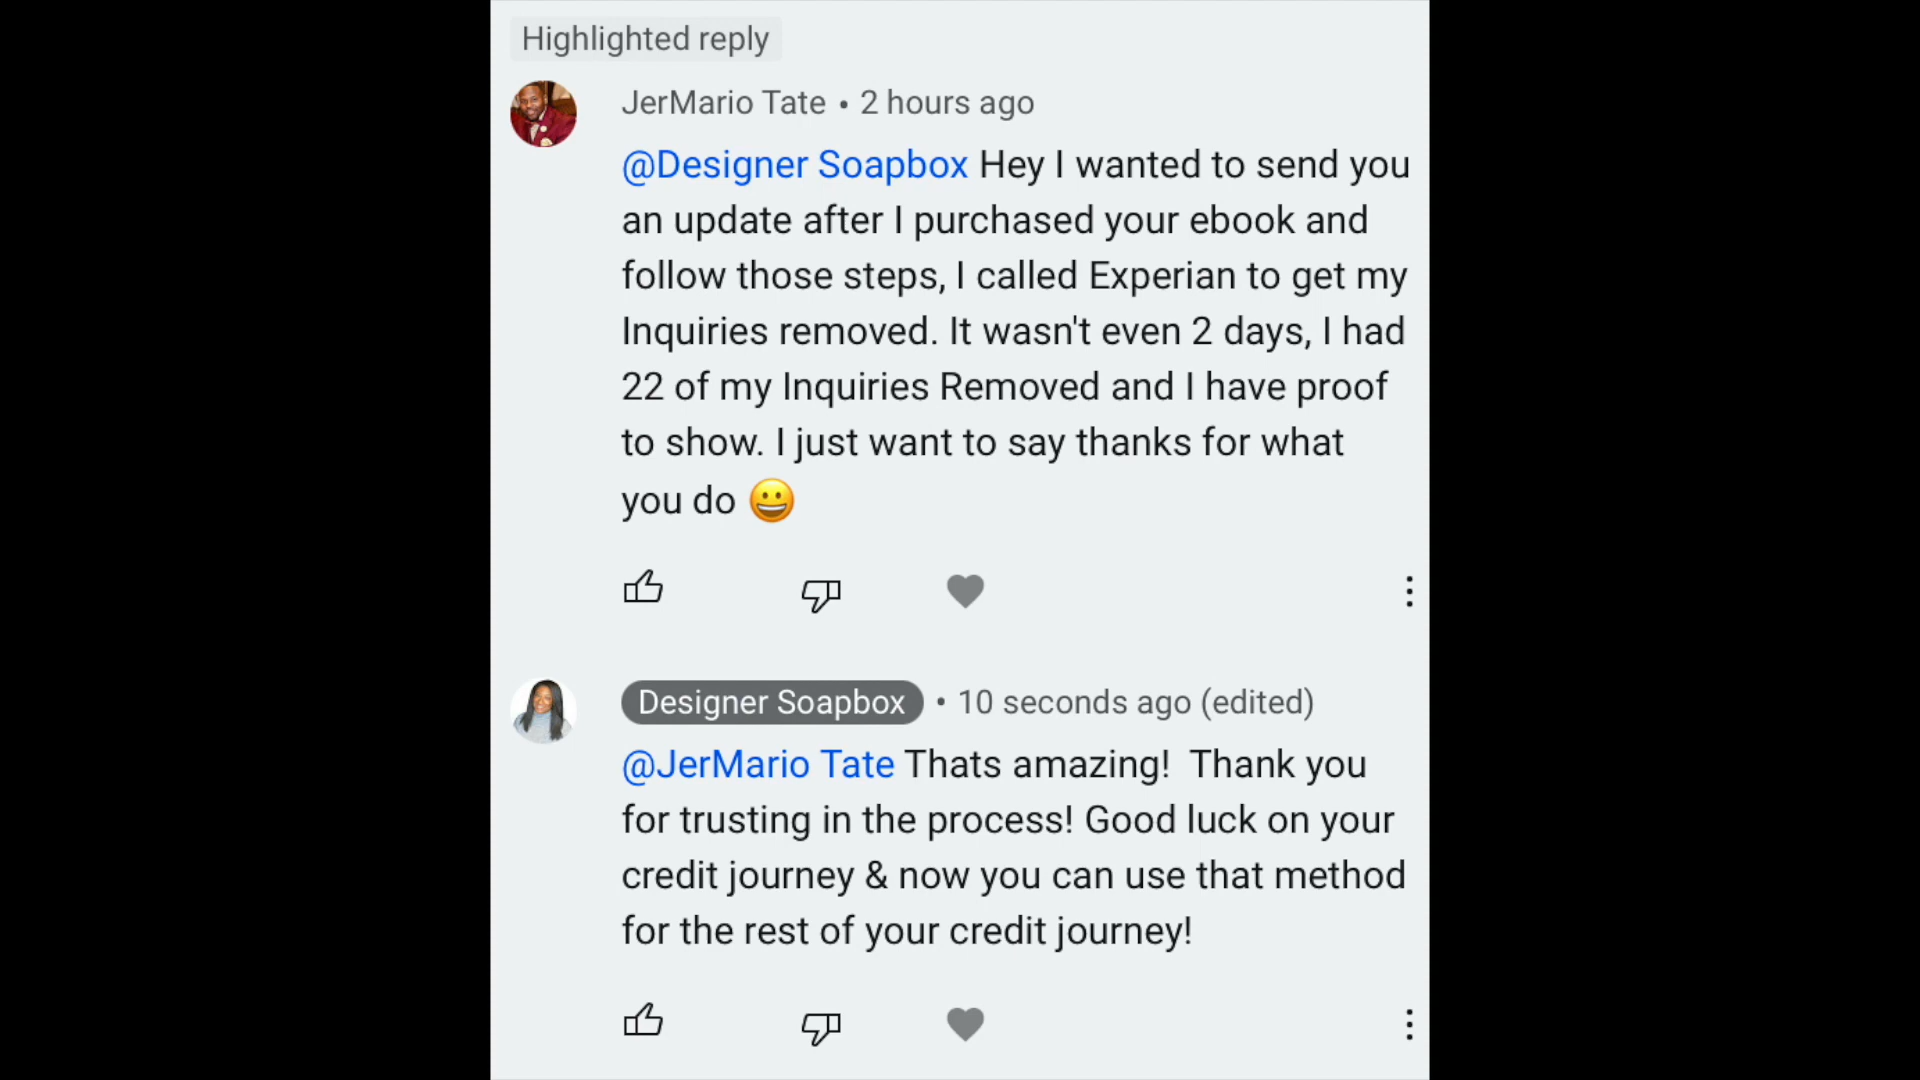 Highlighted reply
JerMario Tate • 2 hours ago
@Designer Soapbox Hey I wanted to send you
an update after I purchased your ebook and
follow those steps, I called Experian to get my
Inquiries removed. It wasn't even 2 days, I had
22 of my Inquiries Removed and I have proof
to show. I just want to say thanks for what
you do 😀
Designer Soapbox • 10 seconds ago (edited)
@JerMario Tate Thats amazing!  Thank you
for trusting in the process! Good luck on your
credit journey & now you can use that method
for the rest of your credit journey!